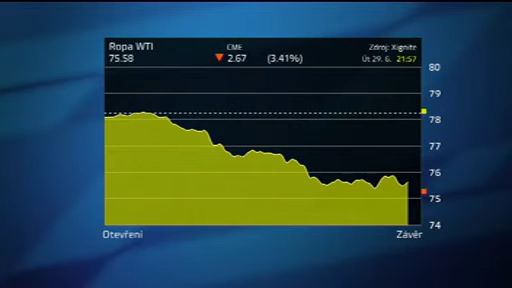 Ropa WTI CME Zdroj: Xignite
75.58 2.67 (3.41%) Út 29. 6. 21:57
80
79
78
77
76
75
74
Otevření Závěr